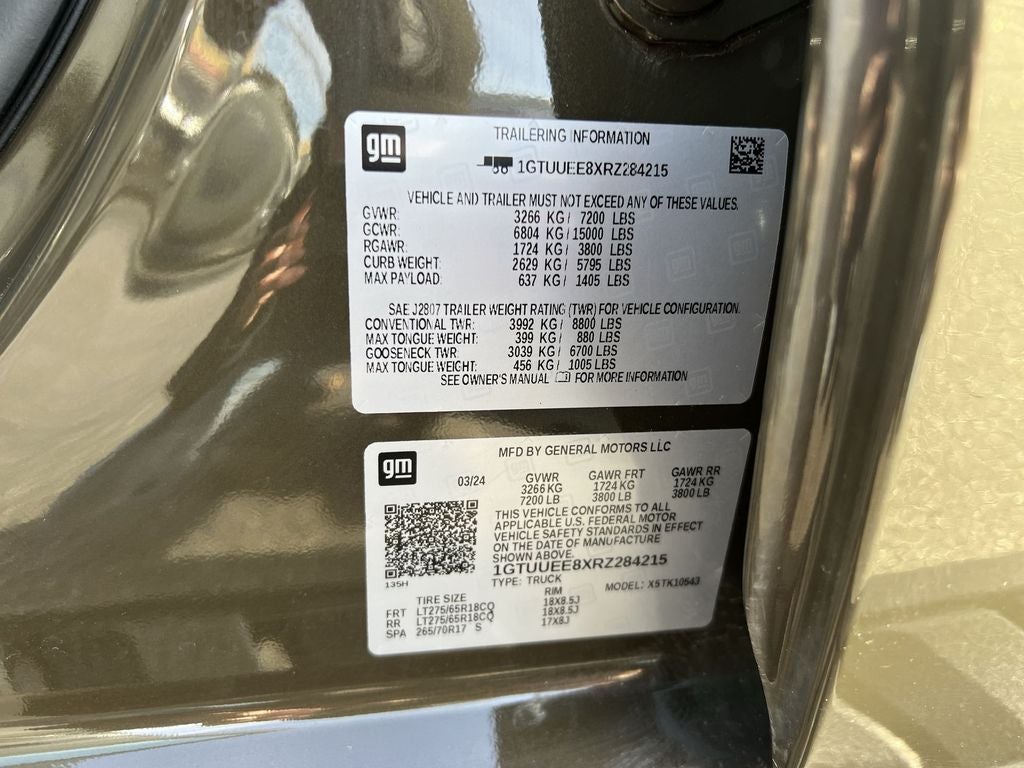 gm
TRAILERING INFORMATION
1GTUUEE8XRZ284215
VEHICLE AND TRAILER MUST NOT EXCEED ANY OF THESE VALUES.
GVWR: 3266 KG / 7200 LBS
GCWR: 6804 KG / 15000 LBS
RGAWR: 1724 KG / 3800 LBS
CURB WEIGHT: 2629 KG / 5795 LBS
MAX PAYLOAD: 637 KG / 1405 LBS
SAE J2807 TRAILER WEIGHT RATING (TWR) FOR VEHICLE CONFIGURATION.
CONVENTIONAL TWR: 3992 KG / 8800 LBS
MAX TONGUE WEIGHT: 399 KG / 880 LBS
GOOSENECK TWR: 3039 KG / 6700 LBS
MAX TONGUE WEIGHT: 456 KG / 1005 LBS
SEE OWNER'S MANUAL FOR MORE INFORMATION
gm
MFD BY GENERAL MOTORS LLC
03/24 GVWR GAWR FRT GAWR RR
3266 KG 1724 KG 1724 KG
7200 LB 3800 LB 3800 LB
THIS VEHICLE CONFORMS TO ALL
APPLICABLE U.S. FEDERAL MOTOR
VEHICLE SAFETY STANDARDS IN EFFECT
ON THE DATE OF MANUFACTURE
SHOWN ABOVE.
1GTUUEE8XRZ284215
135H
TYPE: TRUCK MODEL: X5TK10543
TIRE SIZE RIM
FRT LT275/65R18CQ 18X8.5J
RR LT275/65R18CQ 18X8.5J
SPA 265/70R17 S 17X8J